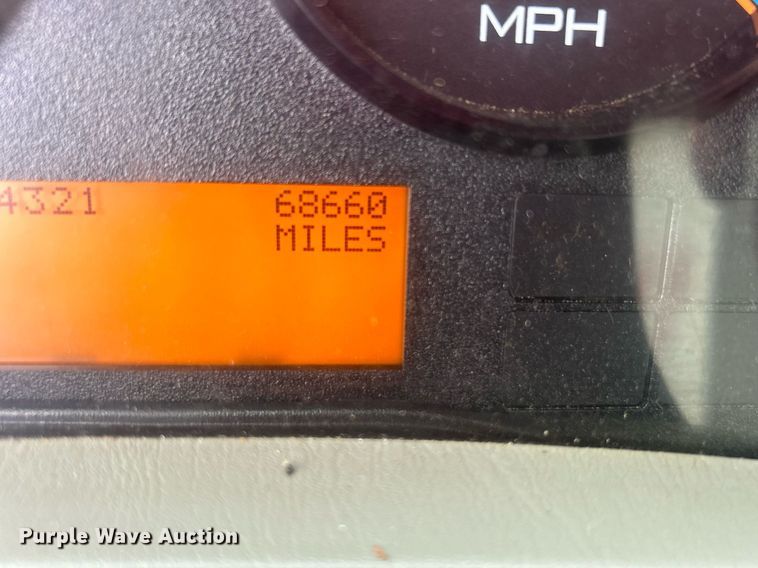 MPH
4321 68660
MILES
Purple Wave Auction